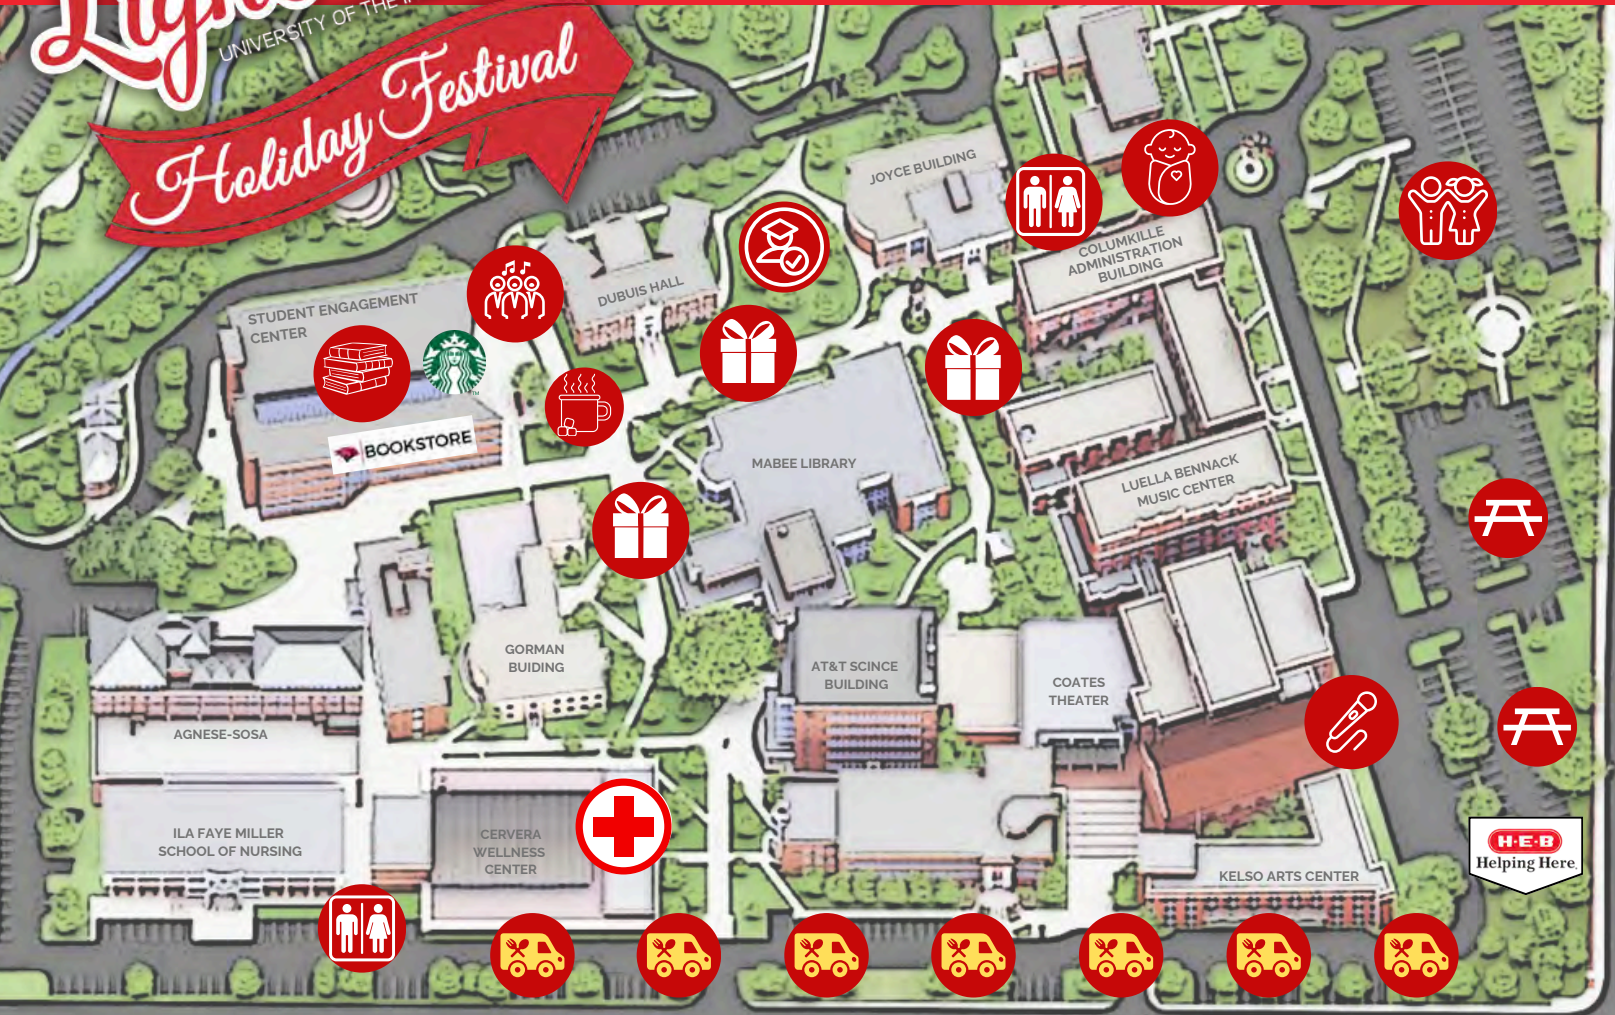 UNIVERSITY OF THE
Holiday Festival
JOYCE BUILDING
COLUMKILLE
ADMINISTRATION
BUILDING
DUBUIS HALL
STUDENT ENGAGEMENT
CENTER
BOOKSTORE
MABEE LIBRARY
LUELLA BENNACK
MUSIC CENTER
GORMAN
BUIDING
AT&T SCINCE
BUILDING
COATES
THEATER
AGNESE-SOSA
ILA FAYE MILLER
SCHOOL OF NURSING
CERVERA
WELLNESS
CENTER
KELSO ARTS CENTER
H-E-B
Helping Here.